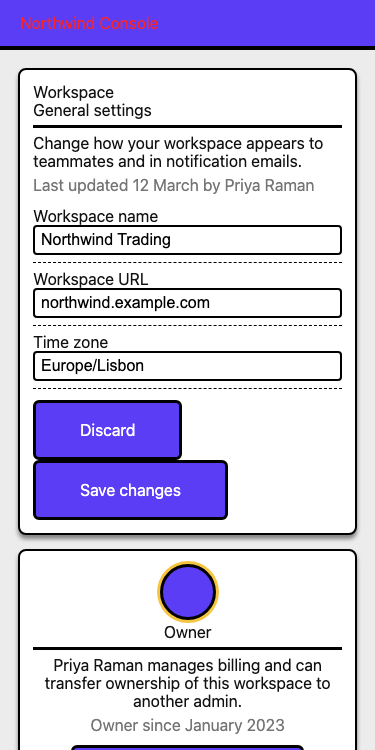 Northwind Console
Workspace
General settings
Change how your workspace appears to
teammates and in notification emails.
Last updated 12 March by Priya Raman
Workspace name
Northwind Trading
Workspace URL
northwind.example.com
Time zone
Europe/Lisbon
Discard
Save changes
Owner
Priya Raman manages billing and can
transfer ownership of this workspace to
another admin.
Owner since January 2023